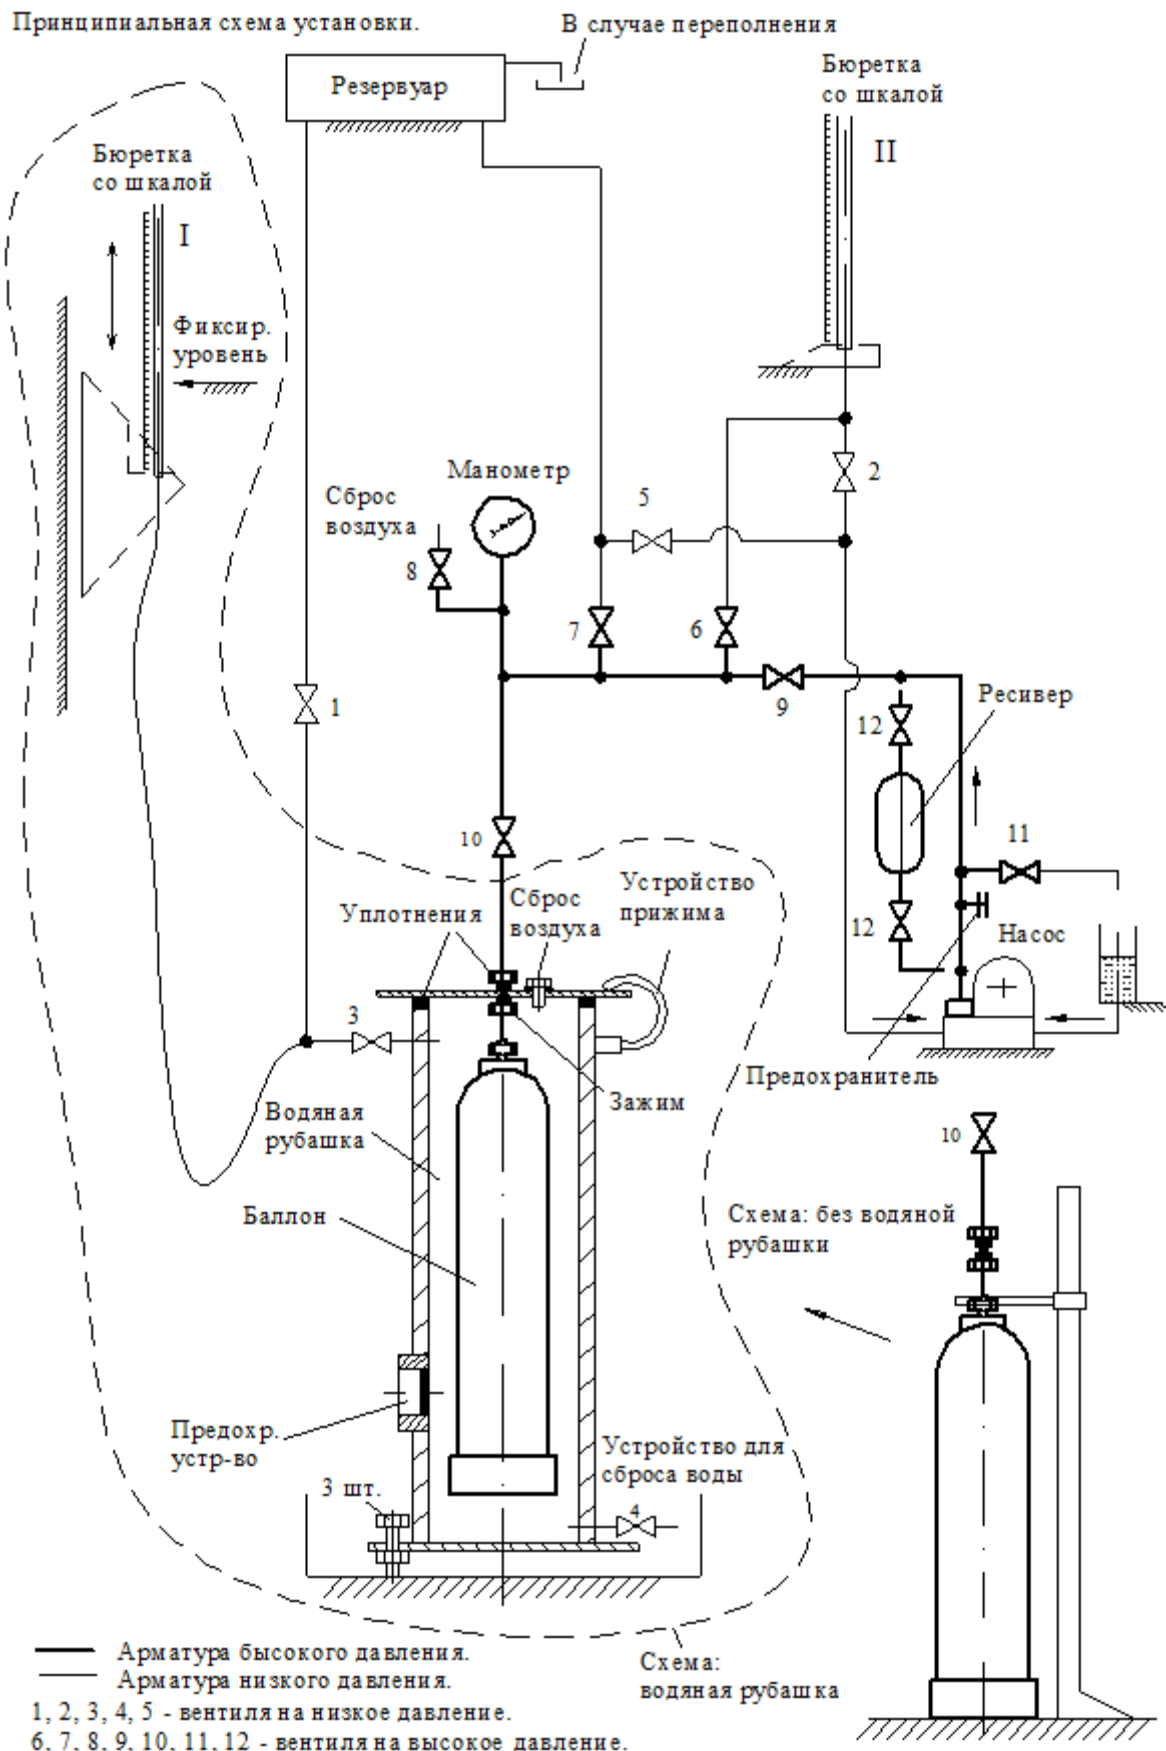 Принципиальная схема установки.
В случае переполнения
Резервуар
Бюретка
со шкалой
II
Бюретка
со шкалой
I
Фиксир.
уровень
Манометр
Сброс
воздуха
8
5
2
7
6
9
1
12
Ресивер
10
11
Уплотнения
Сброс
воздуха
Устройство
прижима
12
Насос
3
Предохранитель
Зажим
Водяная
рубашка
10
Баллон
Схема: без водяной
рубашки
Предохр.
устр-во
Устройство для
сброса воды
3 шт.
4
Арматура бысокого давления.
Арматура низкого давления.
Схема:
водяная рубашка
1, 2, 3, 4, 5 - вентиля на низкое давление.
6, 7, 8, 9, 10, 11, 12 - вентиля на высокое давление.